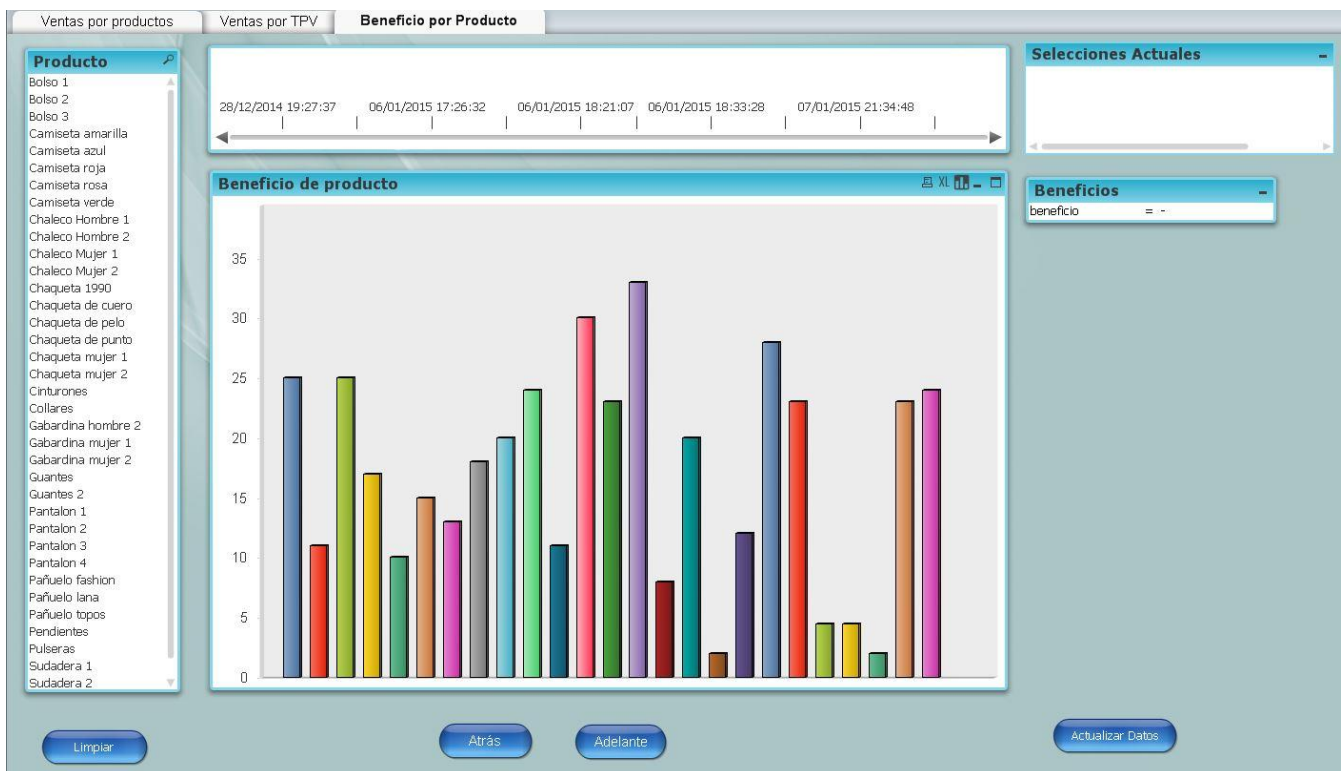 Ventas por productos
Ventas por TPV
Beneficio por Producto
Producto
Bolso 1
Bolso 2
Bolso 3
Camiseta amarilla
Camiseta azul
Camiseta roja
Camiseta rosa
Camiseta verde
Chaleco Hombre 1
Chaleco Hombre 2
Chaleco Mujer 1
Chaleco Mujer 2
Chaqueta 1990
Chaqueta de cuero
Chaqueta de pelo
Chaqueta de punto
Chaqueta mujer 1
Chaqueta mujer 2
Cinturones
Collares
Gabardina hombre 2
Gabardina mujer 1
Gabardina mujer 2
Guantes
Guantes 2
Pantalon 1
Pantalon 2
Pantalon 3
Pantalon 4
Pañuelo fashion
Pañuelo lana
Pañuelo topos
Pendientes
Pulseras
Sudadera 1
Sudadera 2
28/12/2014 19:27:37
06/01/2015 17:26:32
06/01/2015 18:21:07
06/01/2015 18:33:28
07/01/2015 21:34:48
Beneficio de producto
XL
35
30
25
20
15
10
5
0
Selecciones Actuales
Beneficios
beneficio = -
Limpiar
Atrás
Adelante
Actualizar Datos